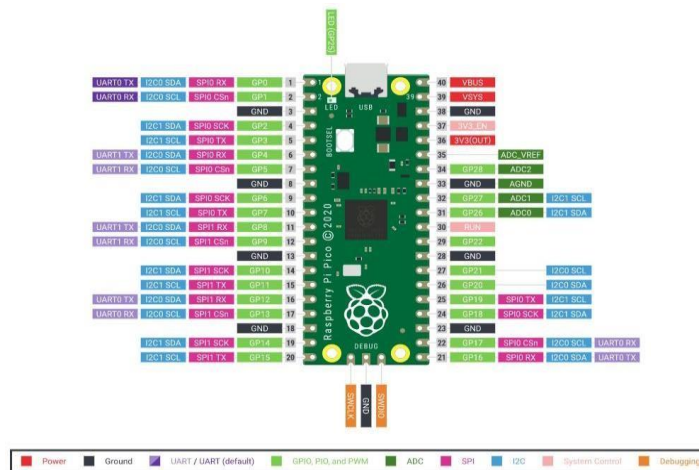 LED (GP25)
UART0 TX I2C0 SDA SPI0 RX GP0 1 1 40 VBUS
UART0 RX I2C0 SCL SPI0 CSn GP1 2 2 LED USB 39 39 VSYS
GND 3 38 GND
I2C1 SDA SPI0 SCK GP2 4 37 3V3_EN
I2C1 SCL SPI0 TX GP3 5 BOOTSEL 36 3V3(OUT)
UART1 TX I2C0 SDA SPI0 RX GP4 6 35 ADC_VREF
UART1 RX I2C0 SCL SPI0 CSn GP5 7 34 GP28 ADC2
GND 8 33 GND AGND
I2C1 SDA SPI0 SCK GP6 9 32 GP27 ADC1 I2C1 SCL
I2C1 SCL SPI0 TX GP7 10 31 GP26 ADC0 I2C1 SDA
UART1 TX I2C0 SDA SPI1 RX GP8 11 30 RUN
UART1 RX I2C0 SCL SPI1 CSn GP9 12 29 GP22
GND 13 28 GND
I2C1 SDA SPI1 SCK GP10 14 27 GP21 I2C0 SCL
I2C1 SCL SPI1 TX GP11 15 26 GP20 I2C0 SDA
UART0 TX I2C0 SDA SPI1 RX GP12 16 25 GP19 SPI0 TX I2C1 SCL
UART0 RX I2C0 SCL SPI1 CSn GP13 17 24 GP18 SPI0 SCK I2C1 SDA
GND 18 23 GND
I2C1 SDA SPI1 SCK GP14 19 22 GP17 SPI0 CSn I2C0 SCL UART0 RX
I2C1 SCL SPI1 TX GP15 20 21 GP16 SPI0 RX I2C0 SDA UART0 TX
Raspberry Pi Pico © 2020
DEBUG
SWCLK GND SWDIO
Power Ground UART / UART (default) GPIO, PIO, and PWM ADC SPI I2C System Control Debugging